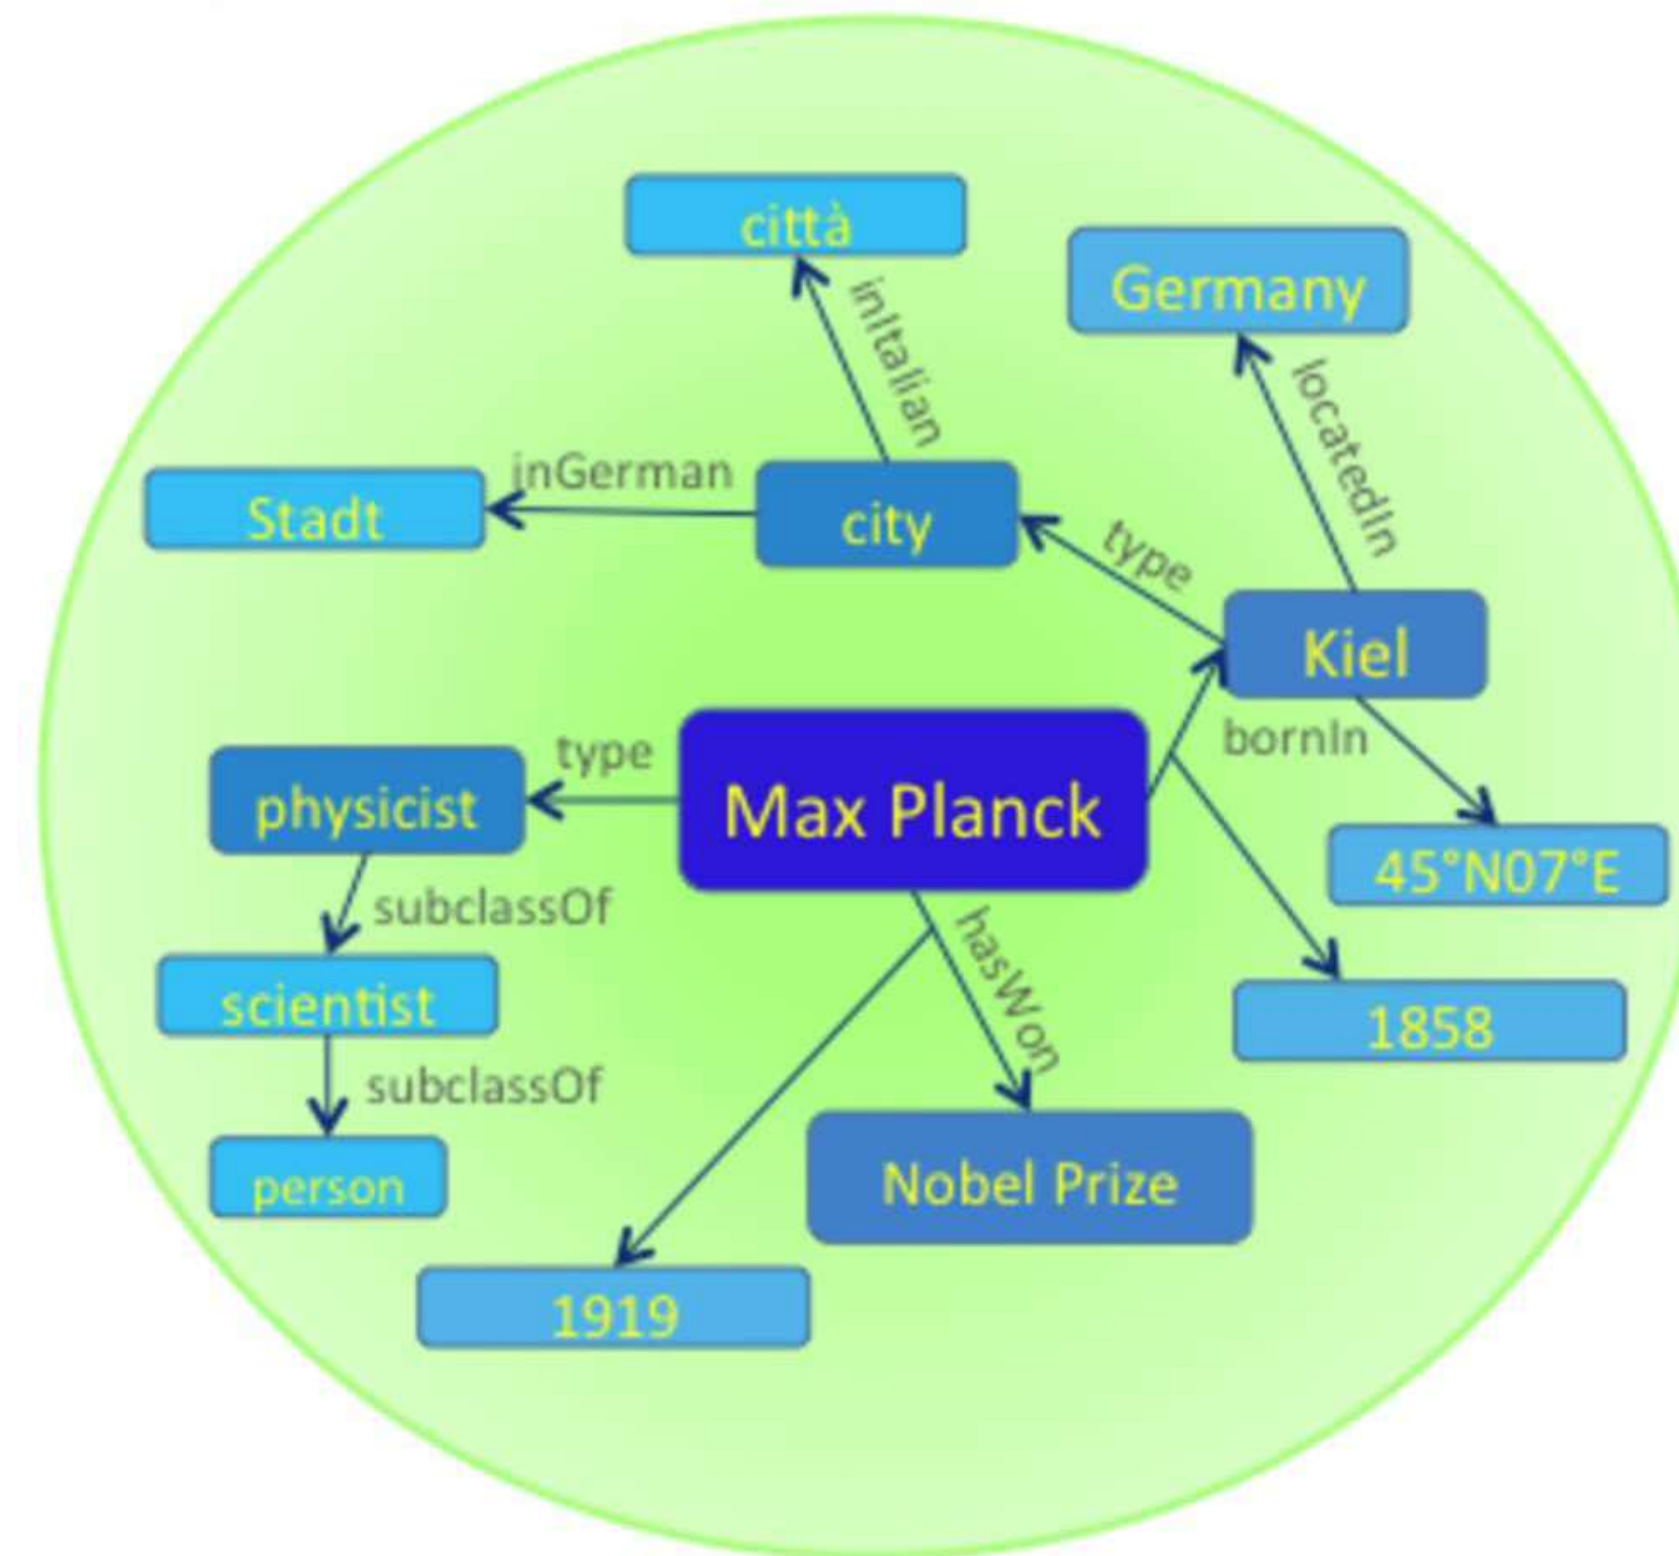 città
Germany
inItalian
locatedIn
inGerman
Stadt
city
type
Kiel
bornIn
type
Max Planck
physicist
45°N07°E
subclassOf
hasWon
scientist
1858
subclassOf
person
Nobel Prize
1919